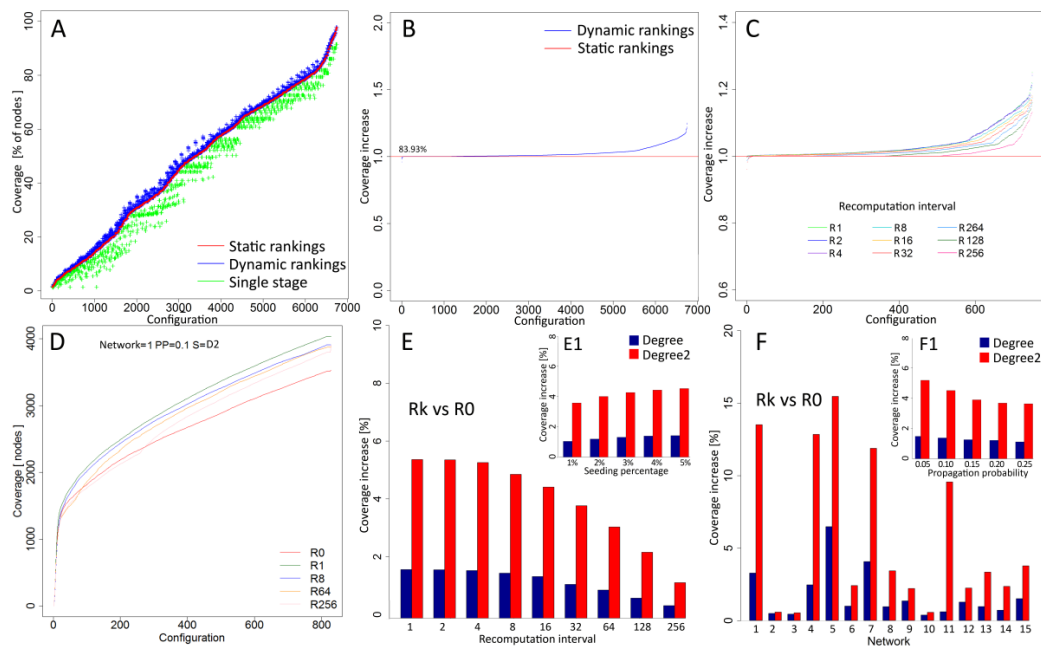 A
Coverage [% of nodes ]
100
80
60
40
20
0
Static rankings
Dynamic rankings
Single stage
0 1000 2000 3000 4000 5000 6000 7000
Configuration
B
Coverage increase
2.0
1.5
1.0
0.5
0.0
Dynamic rankings
Static rankings
83.93%
0 1000 2000 3000 4000 5000 6000 7000
Configuration
C
Coverage increase
1.4
1.2
1.0
0.8
0.6
Recomputation interval
R1 R8 R264
R2 R16 R128
R4 R32 R256
0 200 400 600
Configuration
D
Network=1 PP=0.1 S=D2
Coverage [ nodes ]
4000
3000
2000
1000
0
R0
R1
R8
R64
R256
0 200 400 600 800
Configuration
E
Rk vs R0
Coverage increase [%]
10
8
6
4
2
0
1 2 4 8 16 32 64 128 256
Recomputation interval
E1
Degree
Degree2
Coverage increase [%]
8
6
4
2
0
1% 2% 3% 4% 5%
Seeding percentage
F
Rk vs R0
Coverage increase [%]
20
15
10
5
0
1 2 3 4 5 6 7 8 9 10 11 12 13 14 15
Network
F1
Degree
Degree2
Coverage increase [%]
8
6
4
2
0
0.05 0.10 0.15 0.20 0.25
Propagation probability